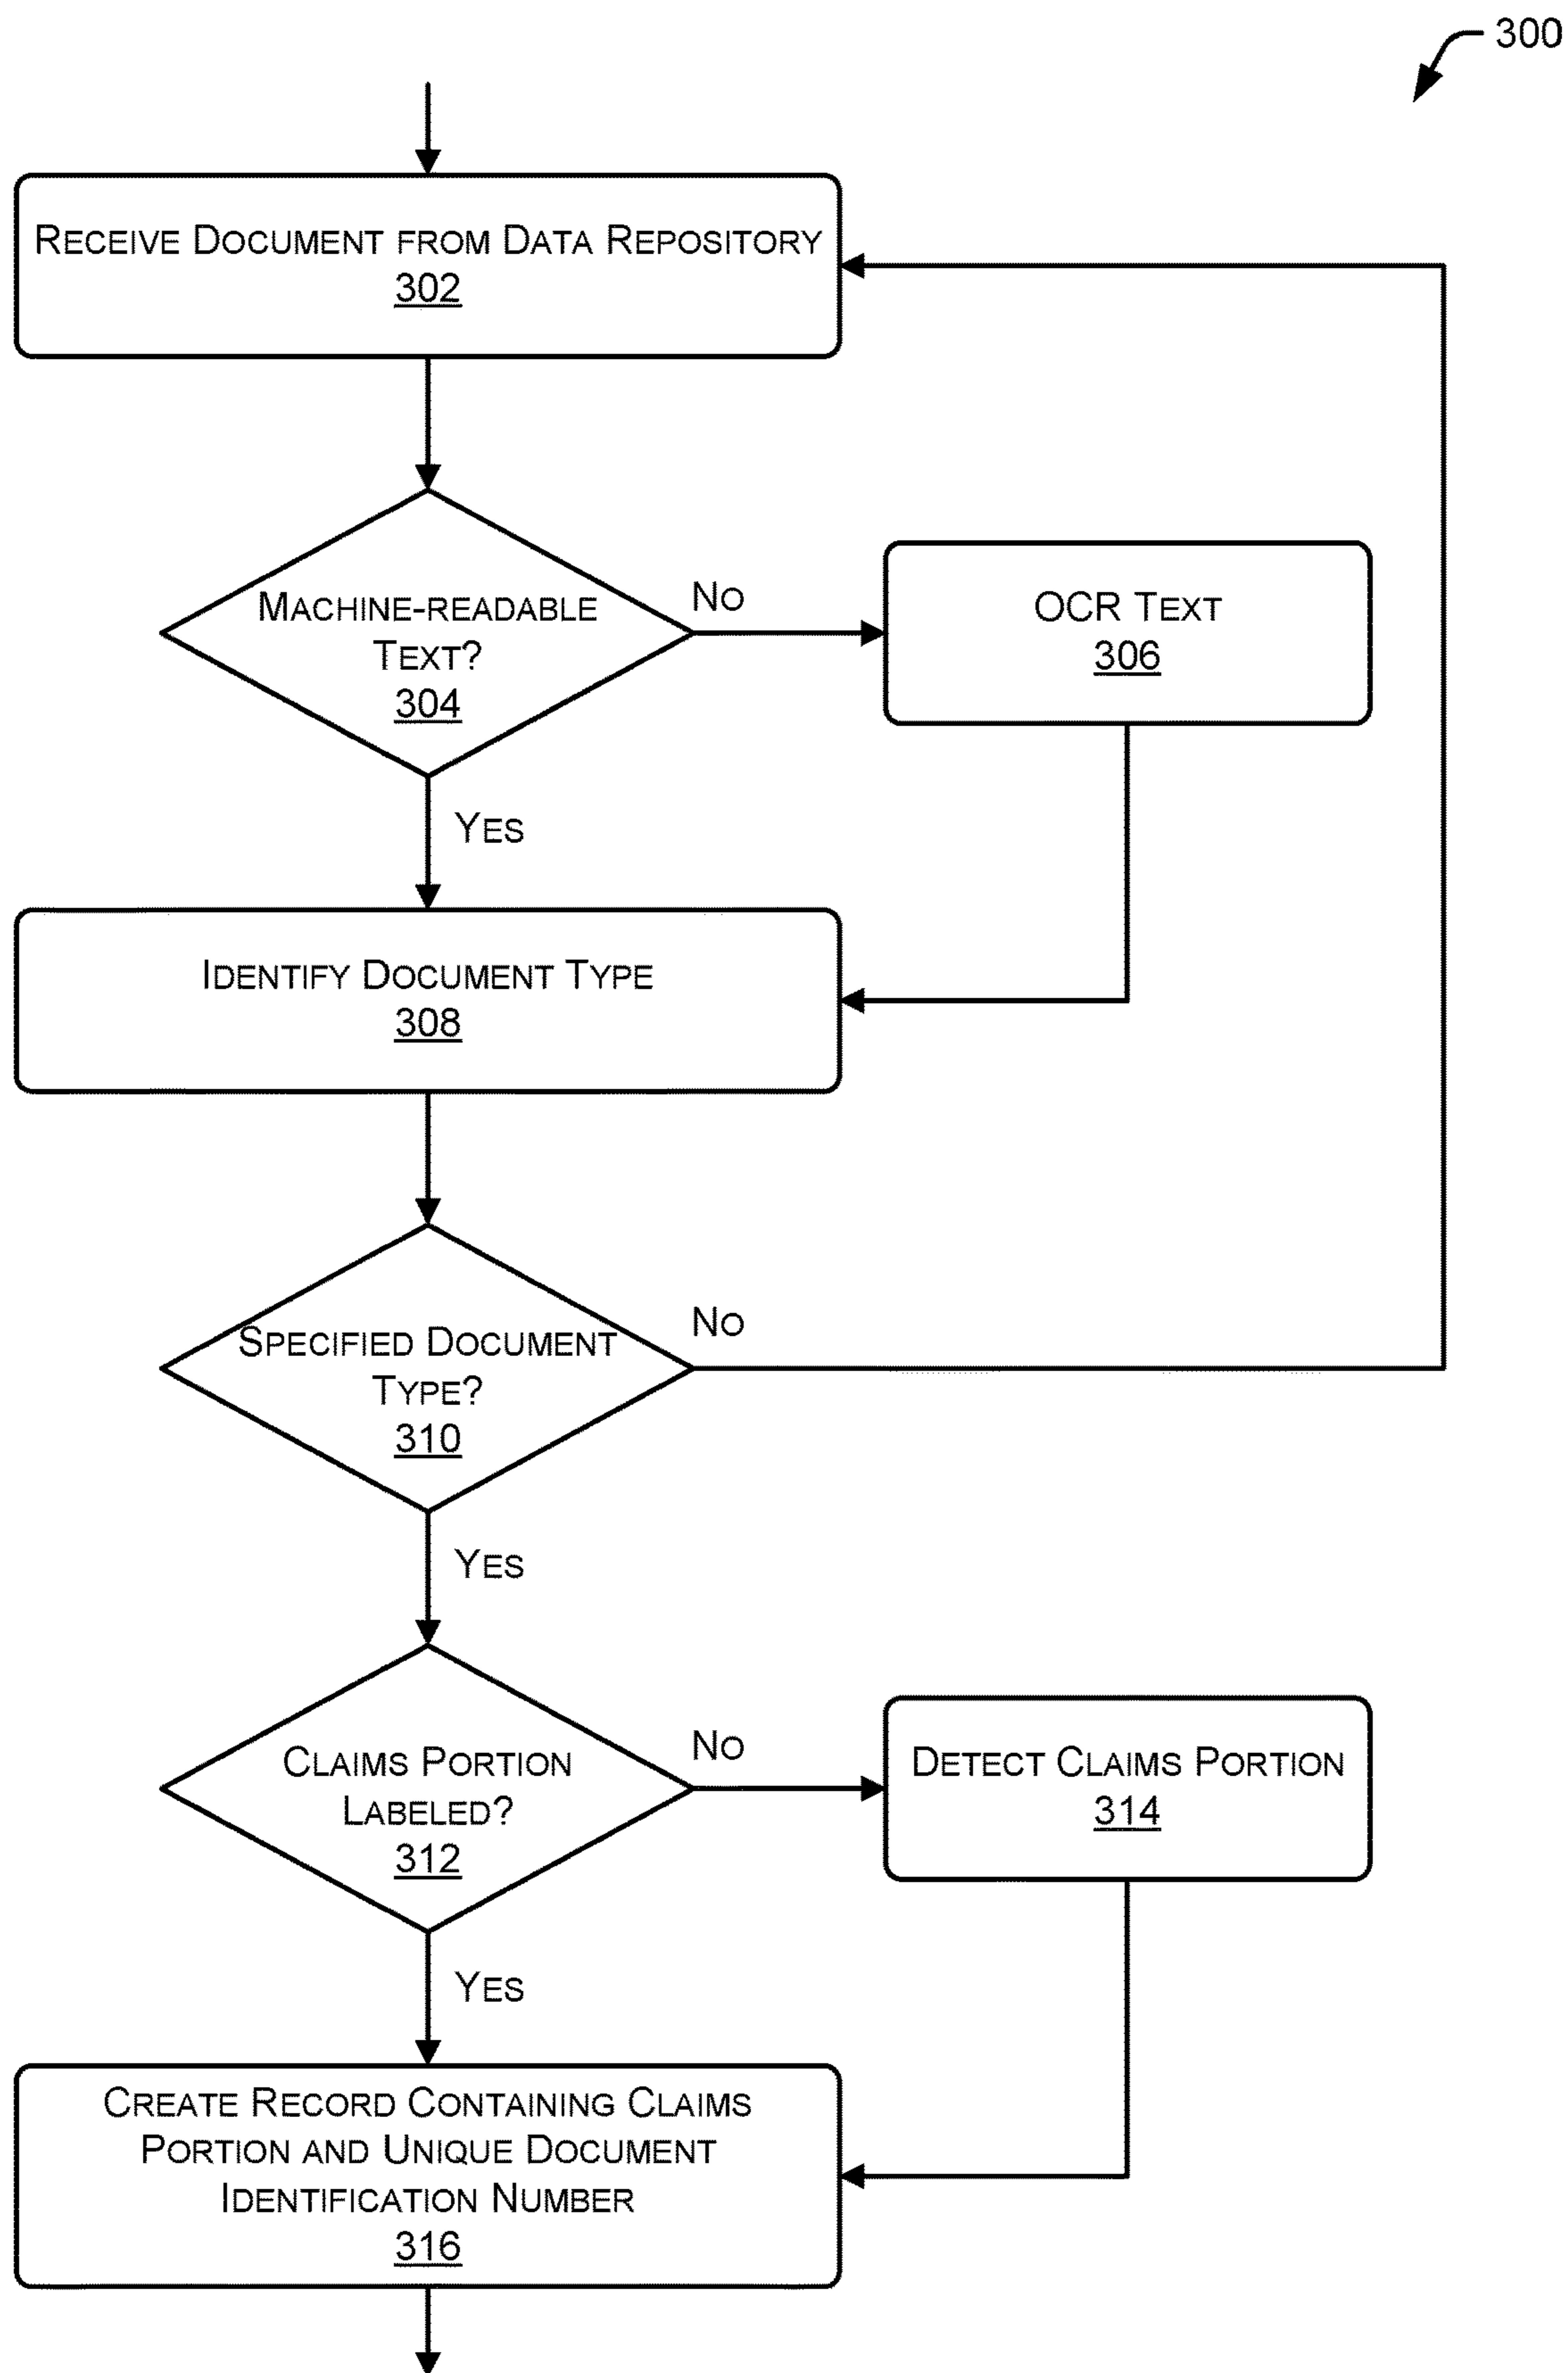 300
RECEIVE DOCUMENT FROM DATA REPOSITORY
302
MACHINE-READABLE
TEXT?
304
NO
OCR TEXT
306
YES
IDENTIFY DOCUMENT TYPE
308
SPECIFIED DOCUMENT
TYPE?
310
NO
YES
CLAIMS PORTION
LABELED?
312
NO
DETECT CLAIMS PORTION
314
YES
CREATE RECORD CONTAINING CLAIMS
PORTION AND UNIQUE DOCUMENT
IDENTIFICATION NUMBER
316